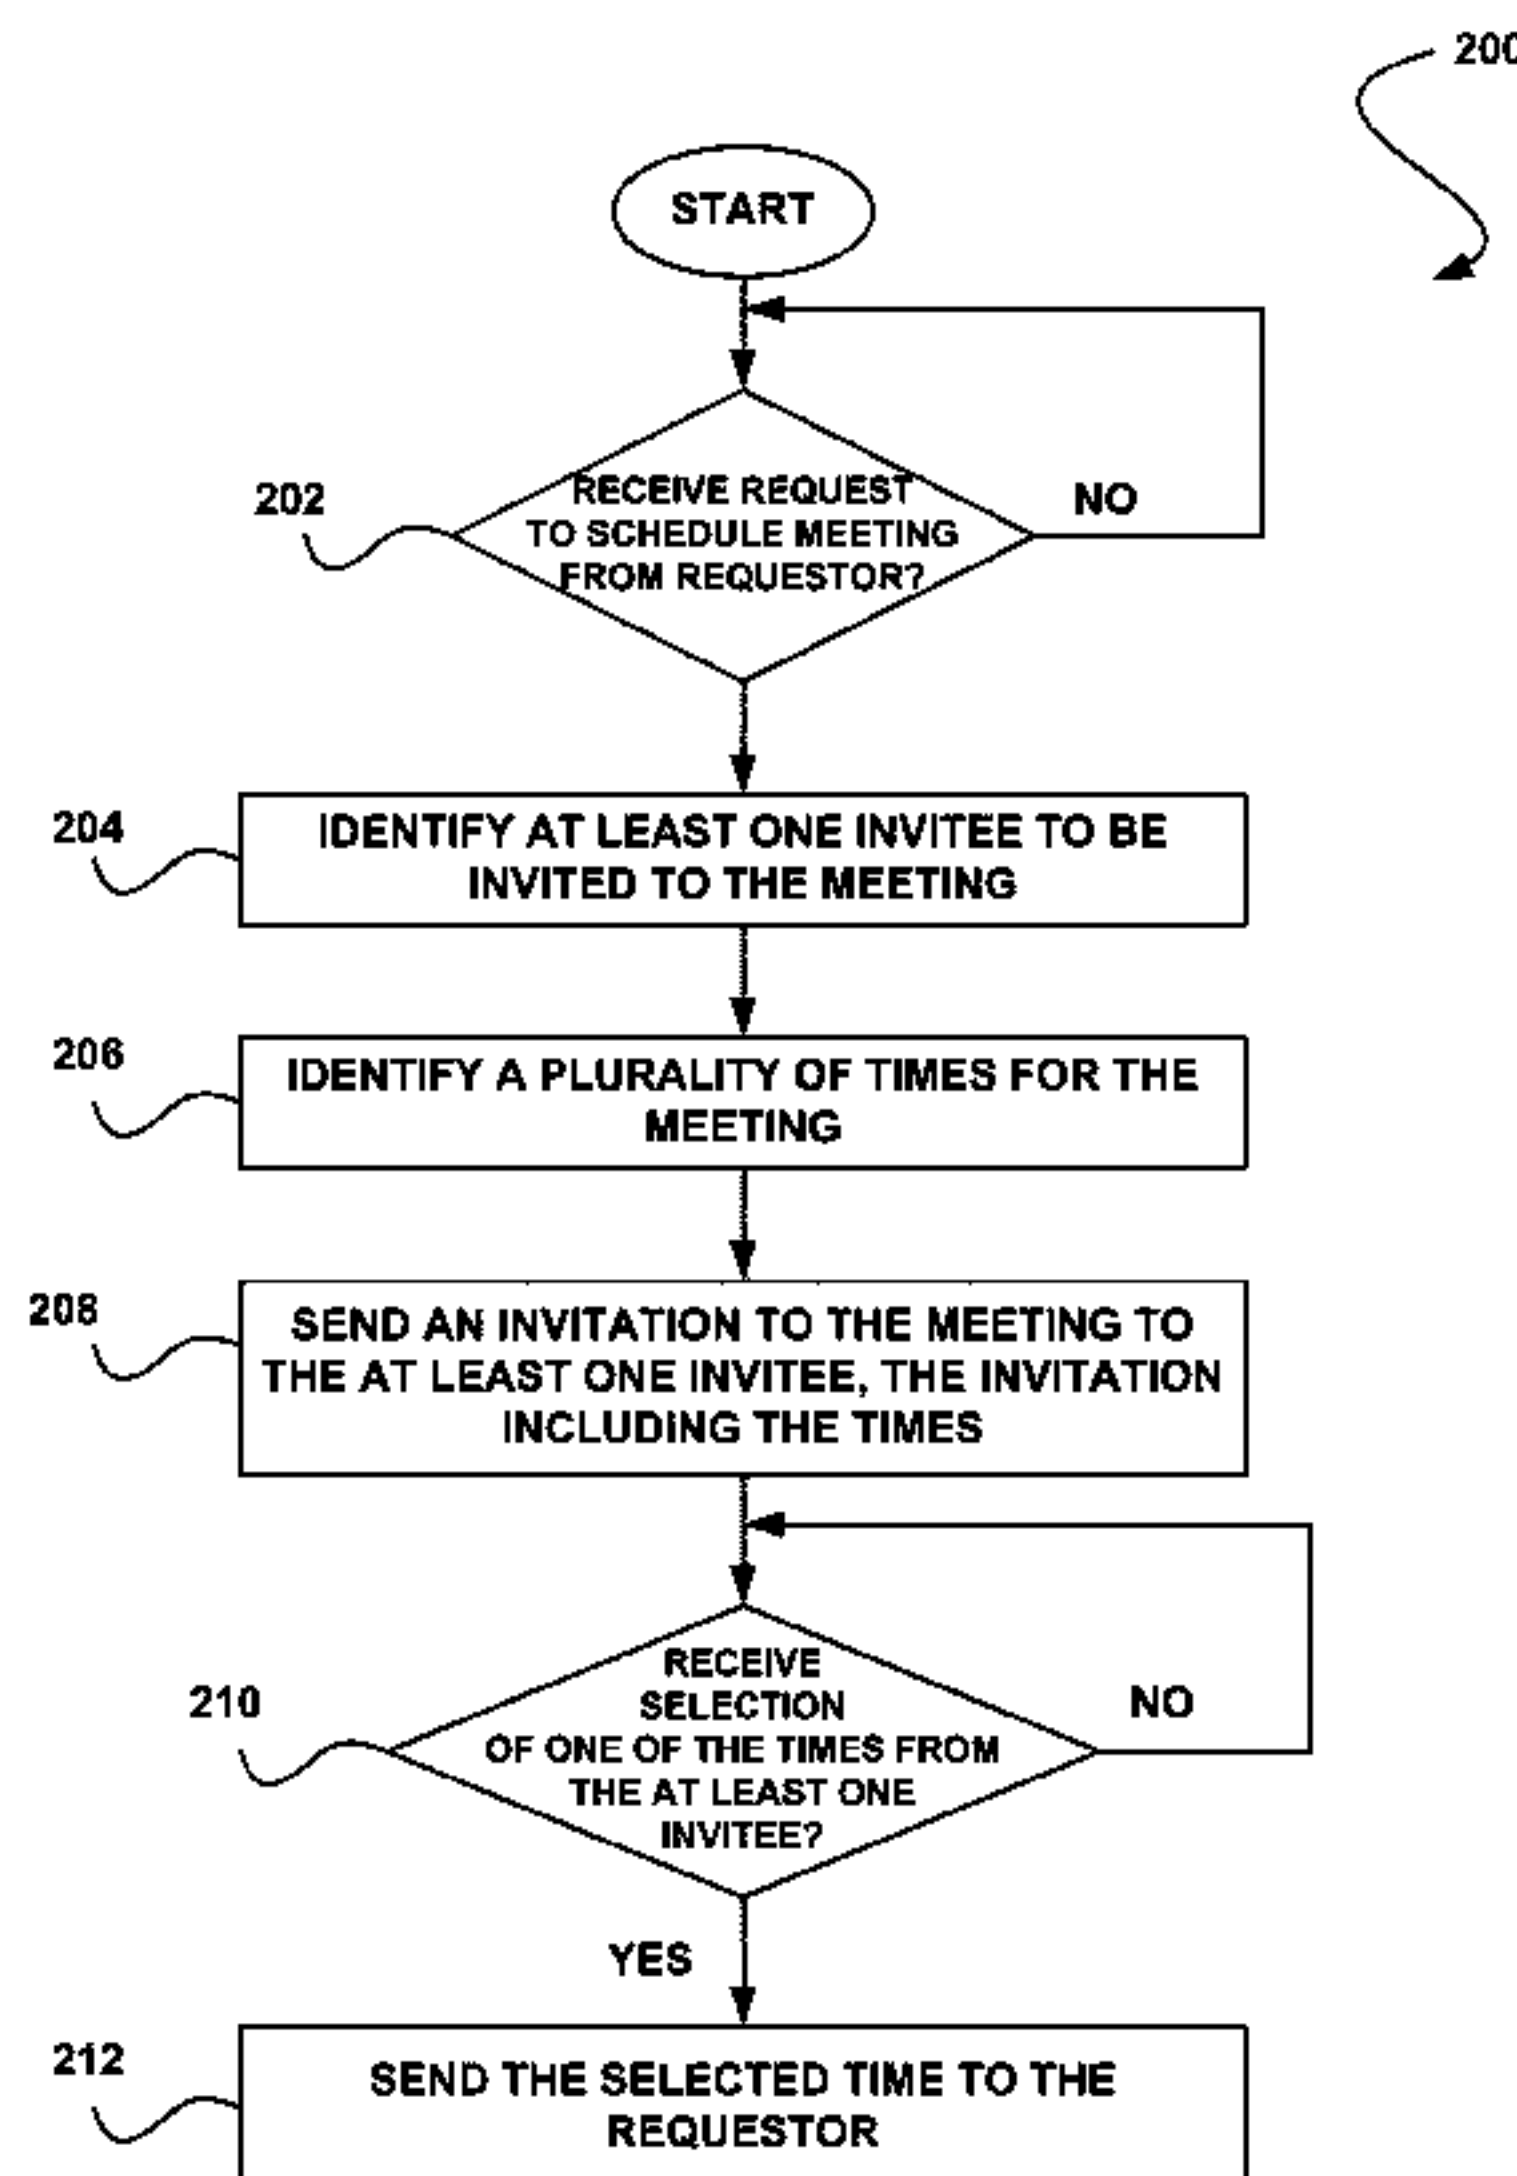 200
START
202
RECEIVE REQUEST
TO SCHEDULE MEETING
FROM REQUESTOR?
NO
204
IDENTIFY AT LEAST ONE INVITEE TO BE
INVITED TO THE MEETING
206
IDENTIFY A PLURALITY OF TIMES FOR THE
MEETING
208
SEND AN INVITATION TO THE MEETING TO
THE AT LEAST ONE INVITEE, THE INVITATION
INCLUDING THE TIMES
210
RECEIVE
SELECTION
OF ONE OF THE TIMES FROM
THE AT LEAST ONE
INVITEE?
NO
YES
212
SEND THE SELECTED TIME TO THE
REQUESTOR